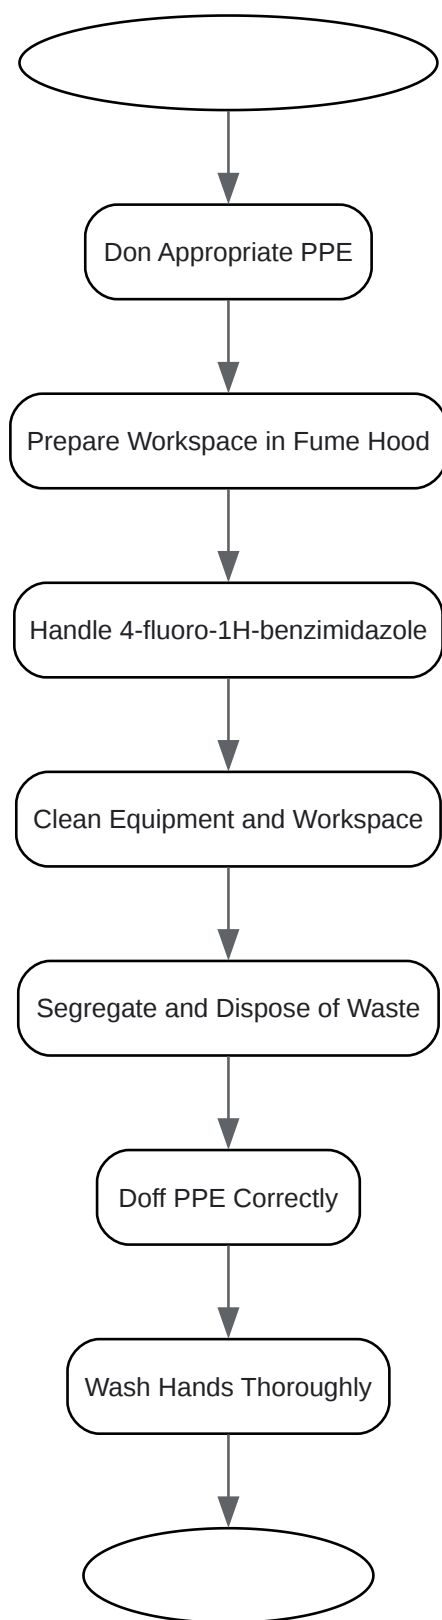 Don Appropriate PPE
Prepare Workspace in Fume Hood
Handle 4-fluoro-1H-benzimidazole
Clean Equipment and Workspace
Segregate and Dispose of Waste
Doff PPE Correctly
Wash Hands Thoroughly